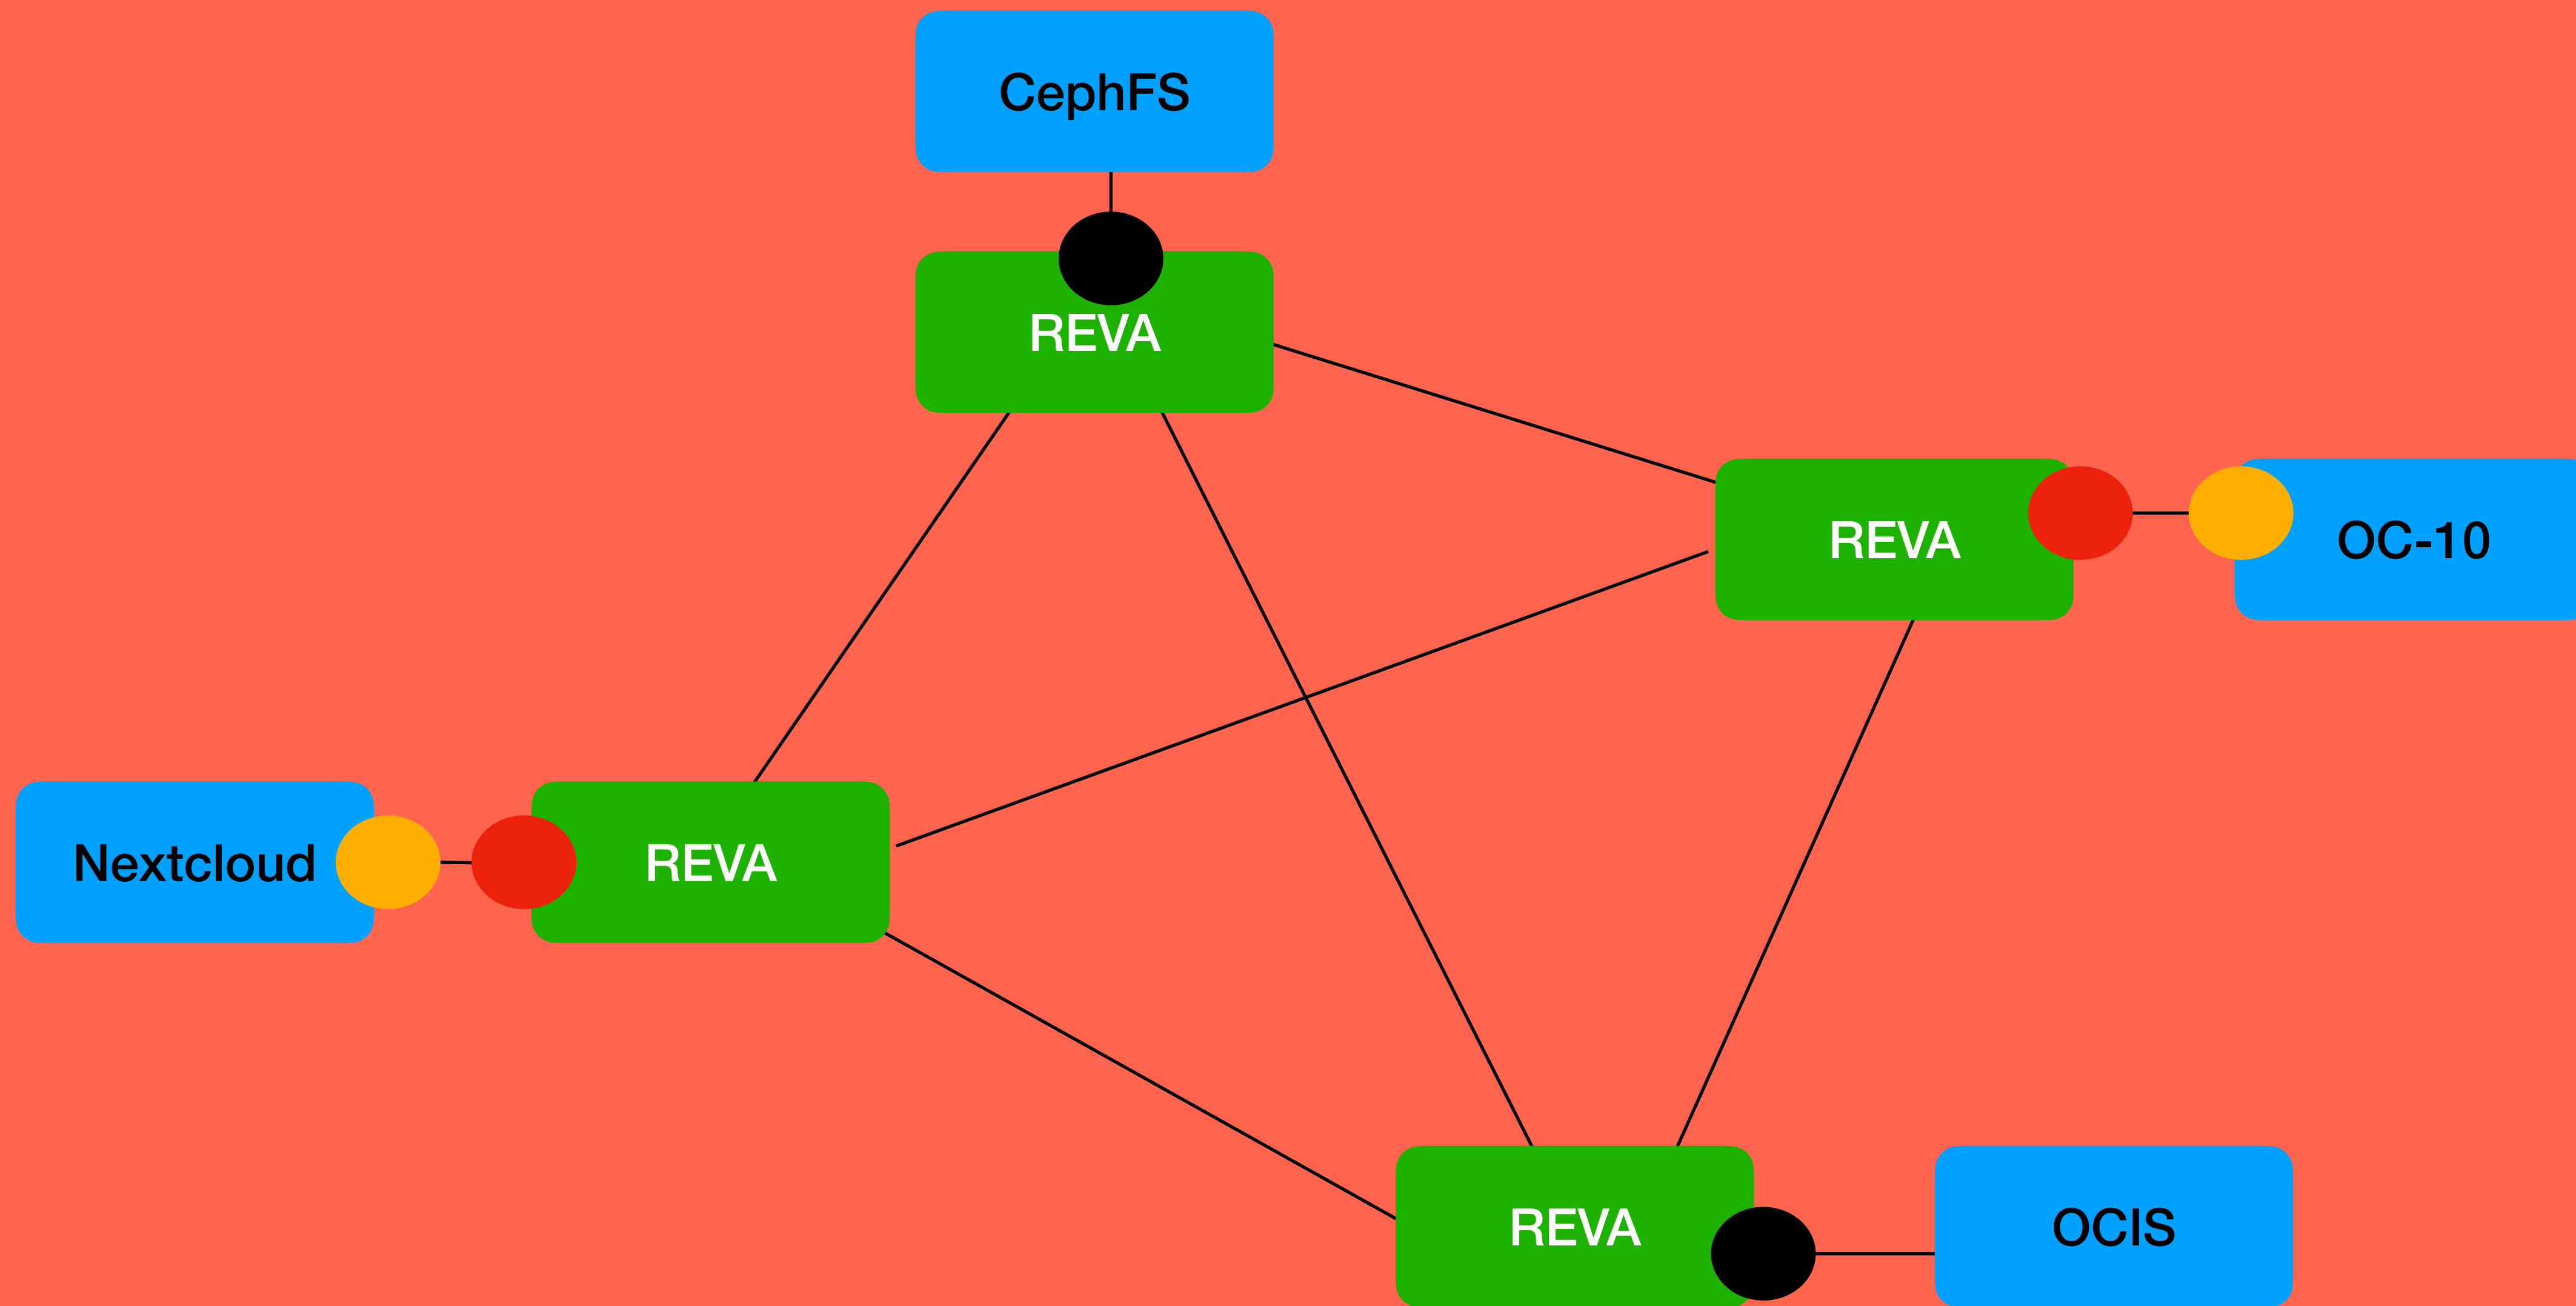 CephFS
REVA
REVA
OC-10
Nextcloud
REVA
REVA
OCIS